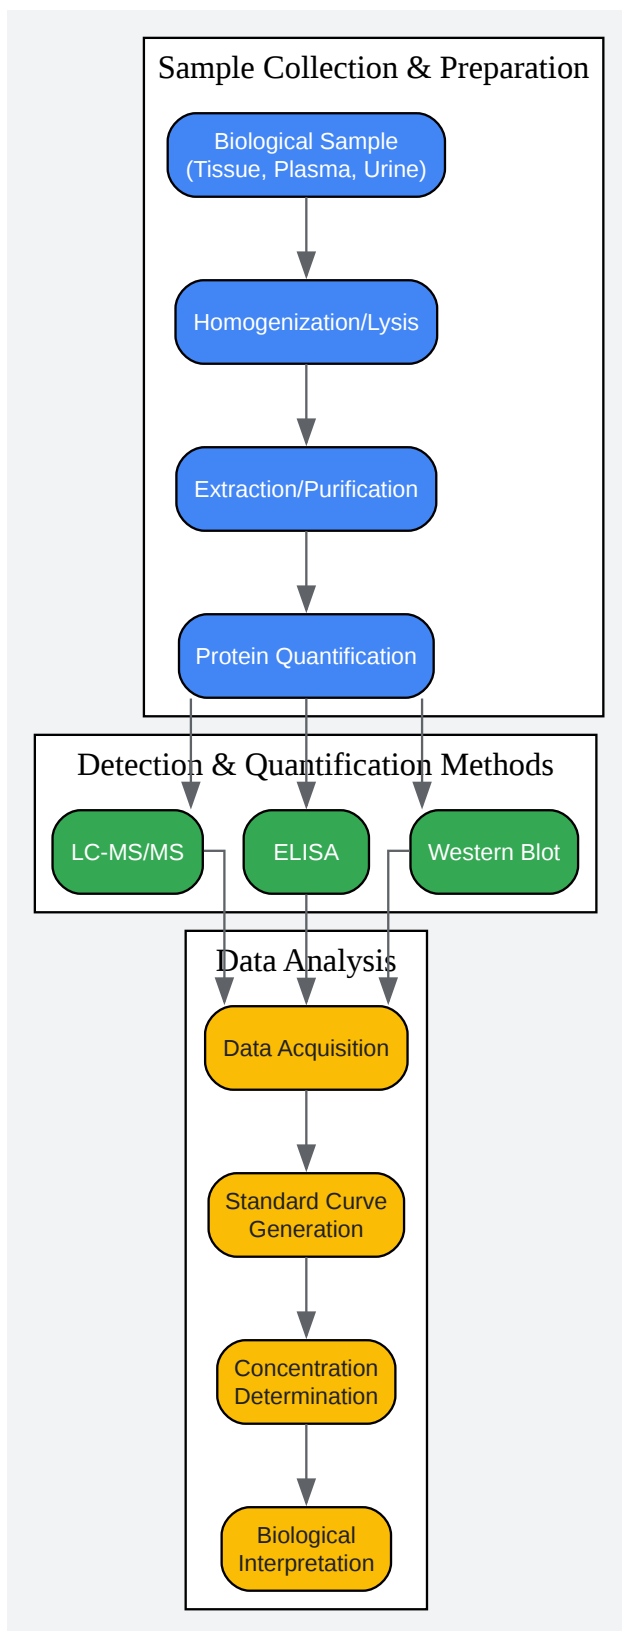 Sample Collection & Preparation
Biological Sample
(Tissue, Plasma, Urine)
Homogenization/Lysis
Extraction/Purification
Protein Quantification
Detection & Quantification Methods
LC-MS/MS
ELISA
Western Blot
Data Analysis
Data Acquisition
Standard Curve
Generation
Concentration
Determination
Biological
Interpretation